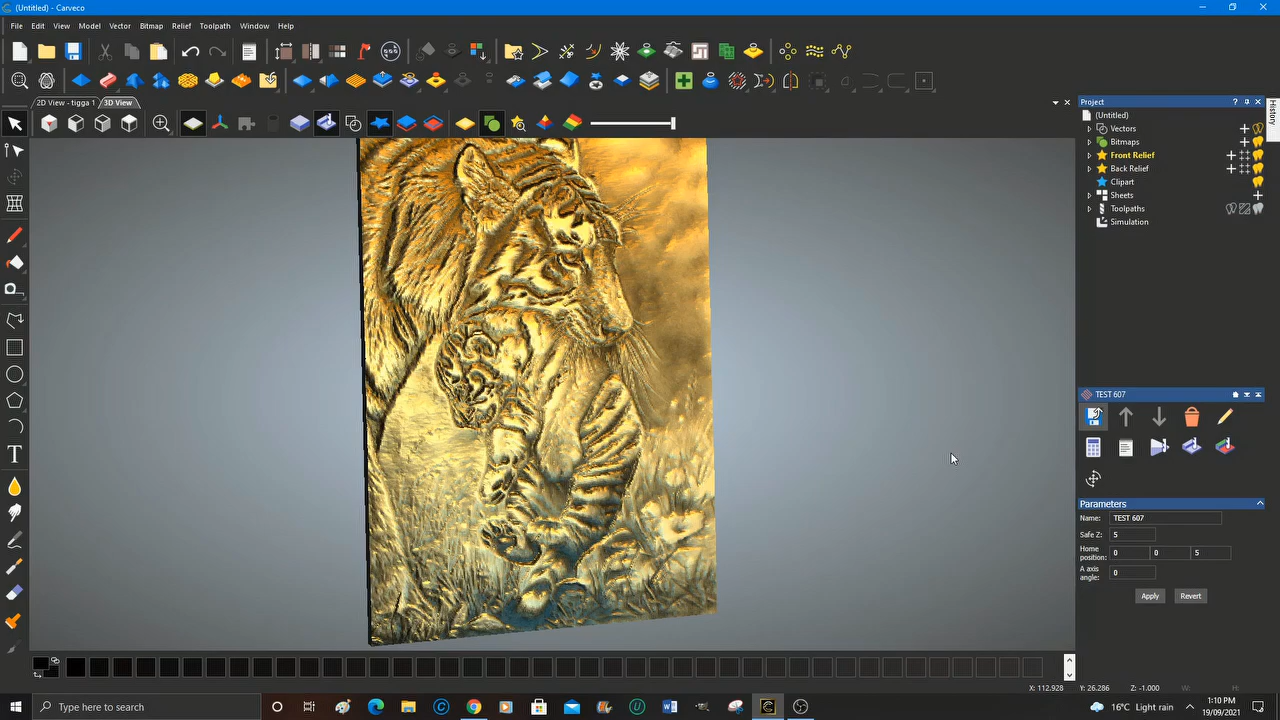 (Untitled) - Carveco
File Edit View Model Vector Bitmap Relief Toolpath Window Help
2D View - tigga 1 3D View
Project
(Untitled)
Vectors
Bitmaps
Front Relief
Back Relief
Clipart
Sheets
Toolpaths
Simulation
History
TEST 607
Parameters
Name: TEST 607
Safe Z: 5
Home position: 0 0 5
A axis angle: 0
Apply Revert
X: 112.928 Y: 26.286 Z: -1.000 W: H:
Type here to search
16°C Light rain
1:10 PM
19/09/2021